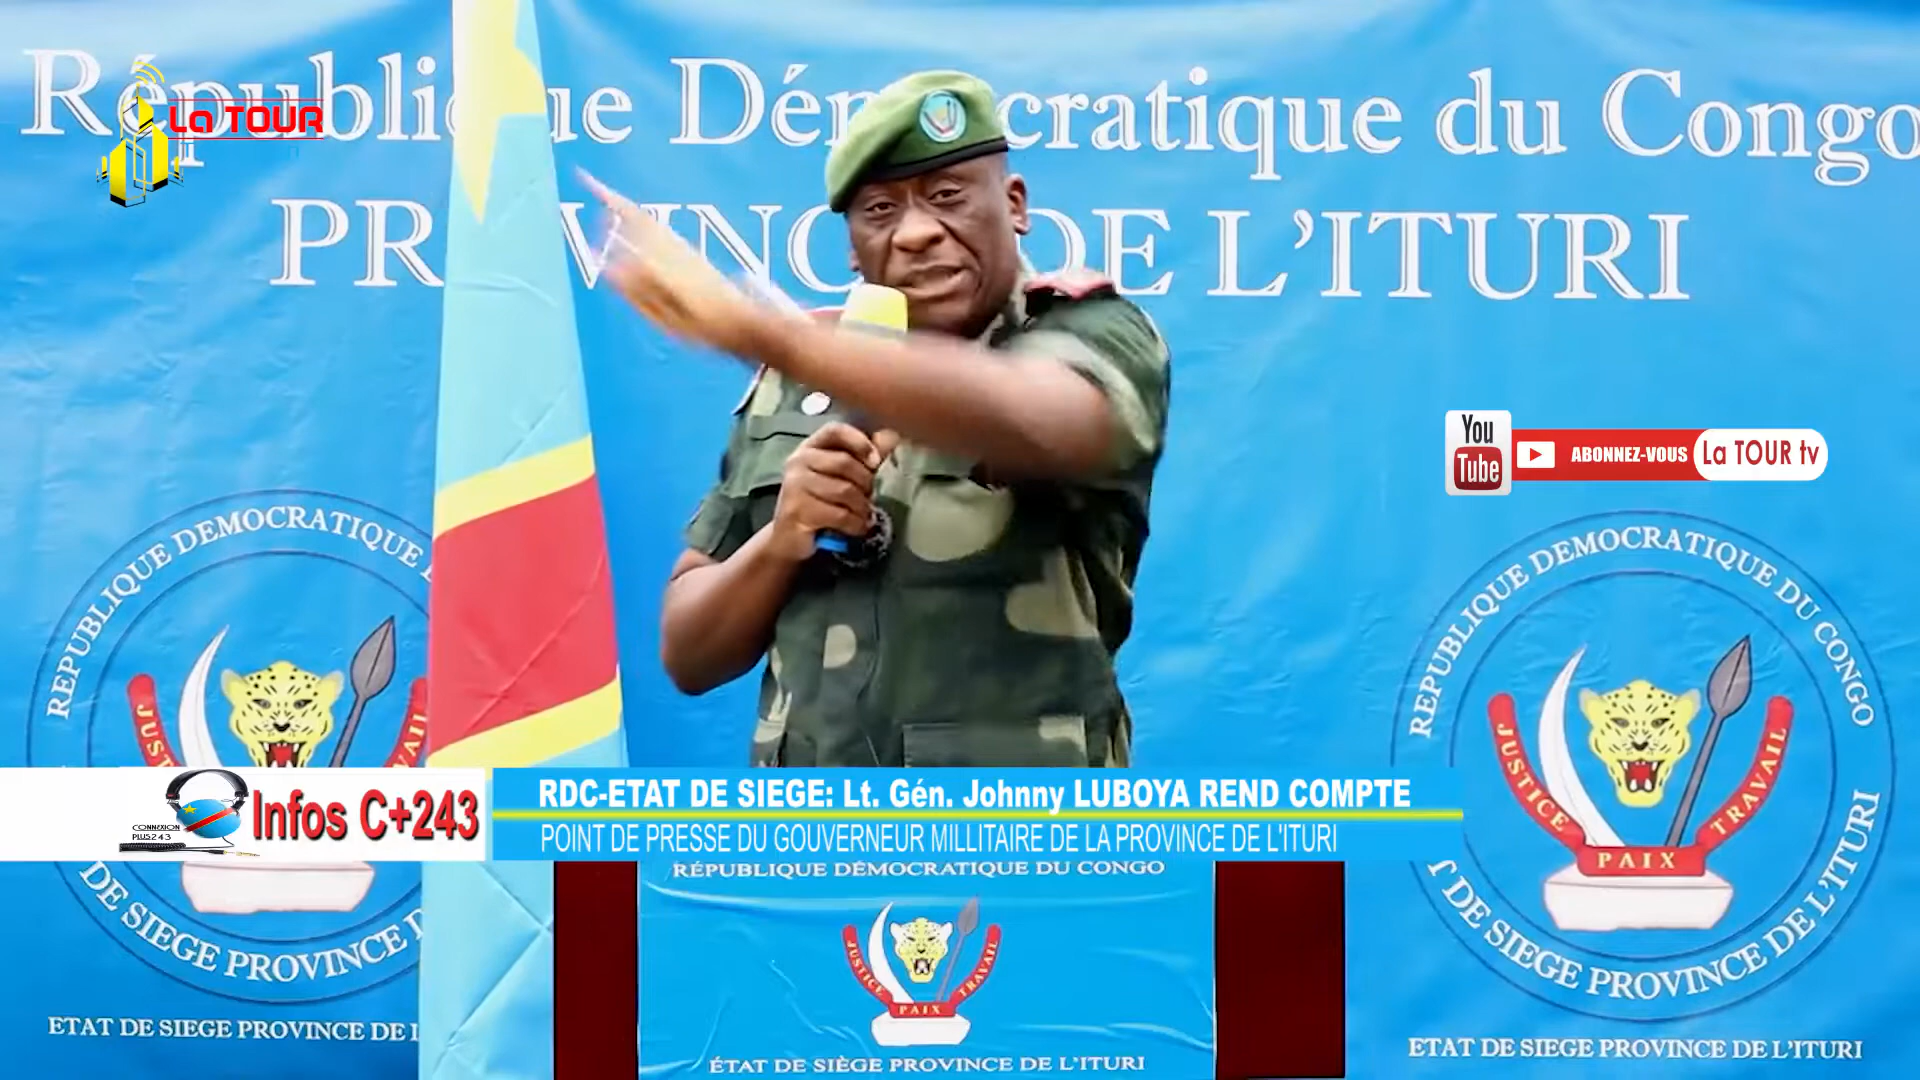 République Démocratique du Congo
La TOUR
PROVINCE DE L'ITURI
You
Tube
ABONNEZ-VOUS
La TOUR tv
REPUBLIQUE DEMOCRATIQUE
JUSTICE
TRAVAIL
DE SIEGE PROVINCE DE
ETAT DE SIEGE PROVINCE DE
REPUBLIQUE DEMOCRATIQUE DU CONGO
JUSTICE
TRAVAIL
PAIX
T DE SIEGE PROVINCE DE L'ITURI
ETAT DE SIEGE PROVINCE DE L'ITURI
CONNEXION
PLUS243
Infos C+243
RDC-ETAT DE SIEGE: Lt. Gén. Johnny LUBOYA REND COMPTE
POINT DE PRESSE DU GOUVERNEUR MILLITAIRE DE LA PROVINCE DE L'ITURI
RÉPUBLIQUE DÉMOCRATIQUE DU CONGO
JUSTICE
TRAVAIL
PAIX
ÉTAT DE SIÈGE PROVINCE DE L'ITURI